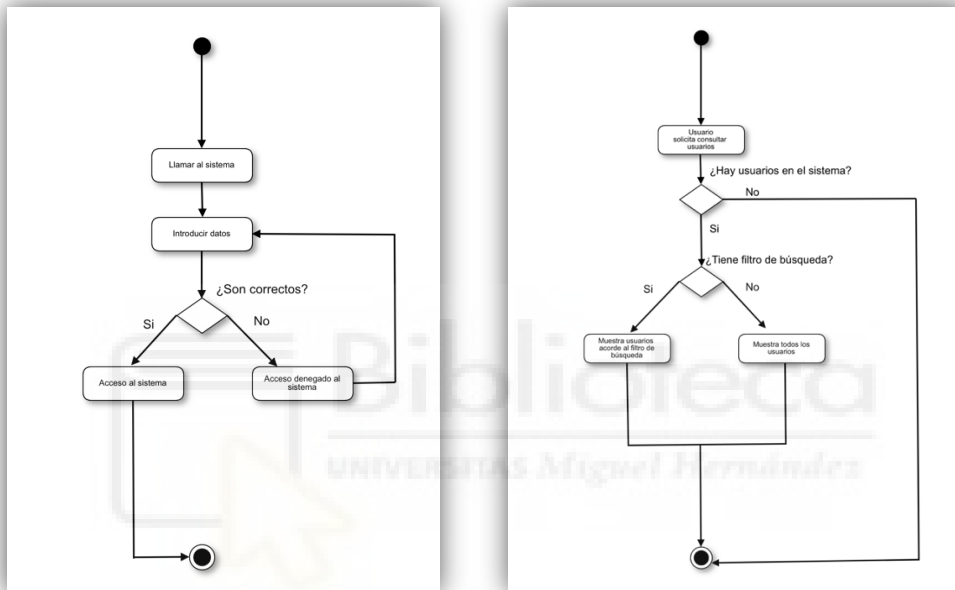 Llamar al sistema
Introducir datos
¿Son correctos?
Si
No
Acceso al sistema
Acceso denegado al
sistema
Usuario
solicita consultar
usuarios
¿Hay usuarios en el sistema?
No
Si
¿Tiene filtro de búsqueda?
Si
No
Muestra usuarios
acorde al filtro de
búsqueda
Muestra todos los
usuarios
Biblioteca
UNIVERSITAS Miguel Hernández